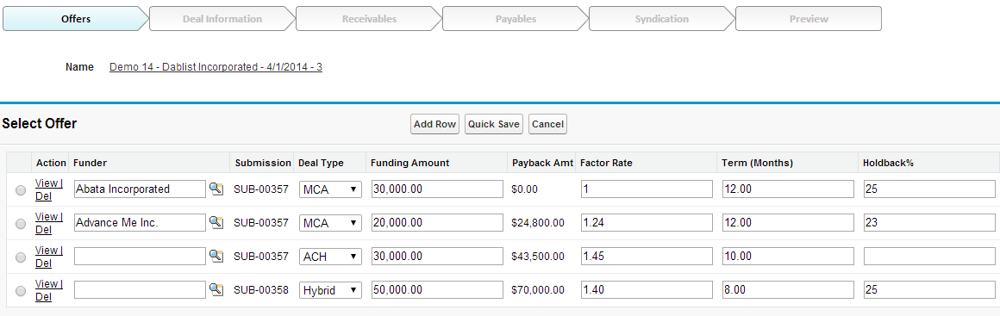 Offers Deal Information Receivables Payables Syndication Preview
Name Demo 14 - Dablist Incorporated - 4/1/2014 - 3
Select Offer Add Row Quick Save Cancel
Action Funder Submission Deal Type Funding Amount Payback Amt Factor Rate Term (Months) Holdback%
View | Del Abata Incorporated SUB-00357 MCA 30,000.00 $0.00 1 12.00 25
View | Del Advance Me Inc. SUB-00357 MCA 20,000.00 $24,800.00 1.24 12.00 23
View | Del SUB-00357 ACH 30,000.00 $43,500.00 1.45 10.00
View | Del SUB-00358 Hybrid 50,000.00 $70,000.00 1.40 8.00 25